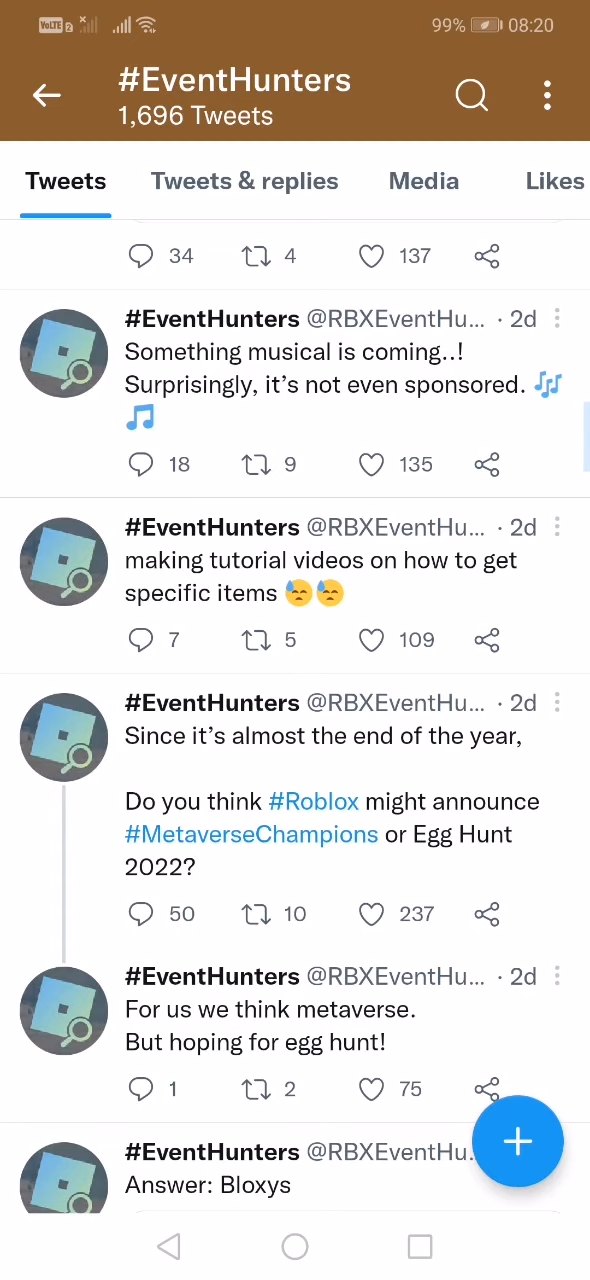 VoLTE 2
99% 08:20
#EventHunters
1,696 Tweets
Tweets Tweets & replies Media Likes
34 4 137
#EventHunters @RBXEventHu... · 2d
Something musical is coming..!
Surprisingly, it's not even sponsored. 🎶
🎵
18 9 135
#EventHunters @RBXEventHu... · 2d
making tutorial videos on how to get
specific items 😓😓
7 5 109
#EventHunters @RBXEventHu... · 2d
Since it's almost the end of the year,
Do you think #Roblox might announce
#MetaverseChampions or Egg Hunt
2022?
50 10 237
#EventHunters @RBXEventHu... · 2d
For us we think metaverse.
But hoping for egg hunt!
1 2 75
#EventHunters @RBXEventHu.
Answer: Bloxys